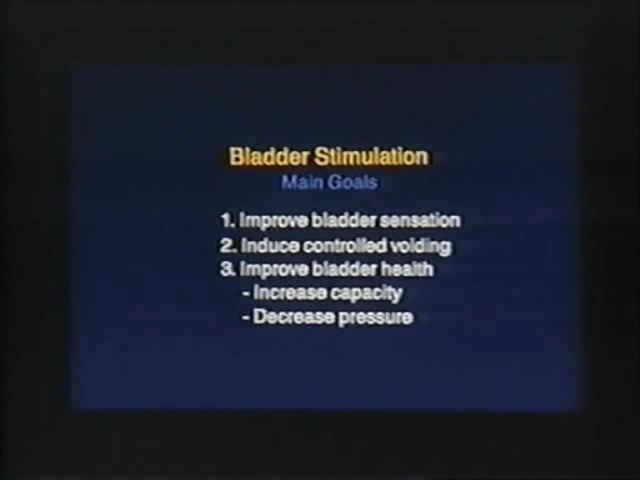 Bladder Stimulation
Main Goals
1. Improve bladder sensation
2. Induce controlled voiding
3. Improve bladder health
- Increase capacity
- Decrease pressure